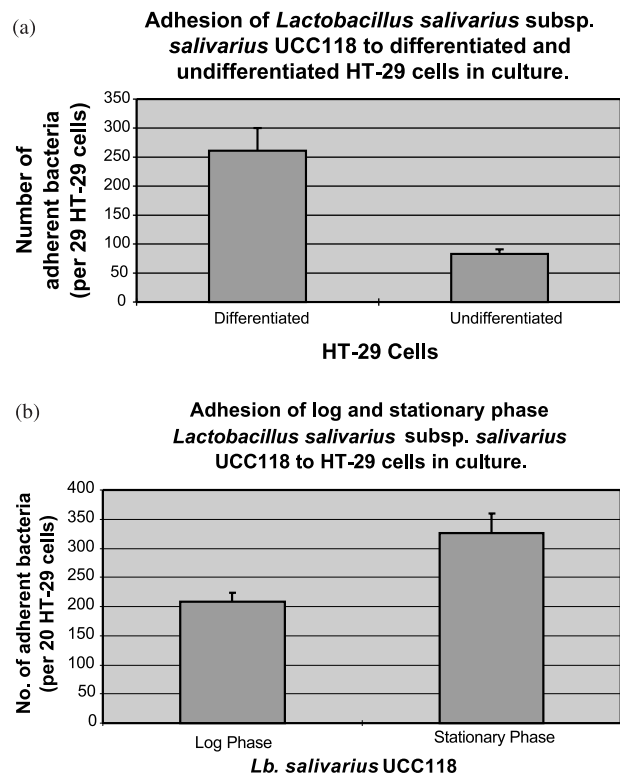 (a)
Adhesion of Lactobacillus salivarius subsp.
salivarius UCC118 to differentiated and
undifferentiated HT-29 cells in culture.
Number of
adherent bacteria
(per 29 HT-29 cells)
350
300
250
200
150
100
50
0
Differentiated
Undifferentiated
HT-29 Cells
(b)
Adhesion of log and stationary phase
Lactobacillus salivarius subsp. salivarius
UCC118 to HT-29 cells in culture.
No. of adherent bacteria
(per 20 HT-29 cells)
400
350
300
250
200
150
100
50
0
Log Phase
Stationary Phase
Lb. salivarius UCC118